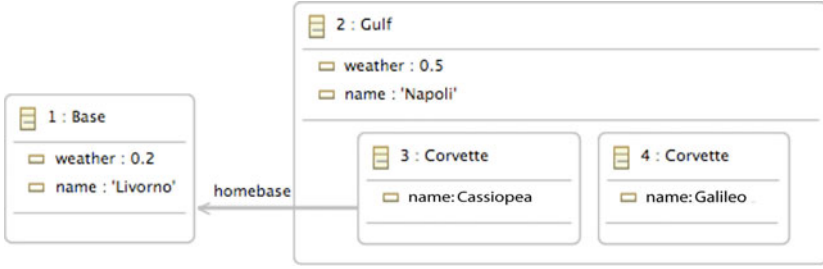 2 : Gulf
weather : 0.5
name : 'Napoli'
1 : Base
weather : 0.2
name : 'Livorno'
homebase
3 : Corvette
name:Cassiopea
4 : Corvette
name:Galileo